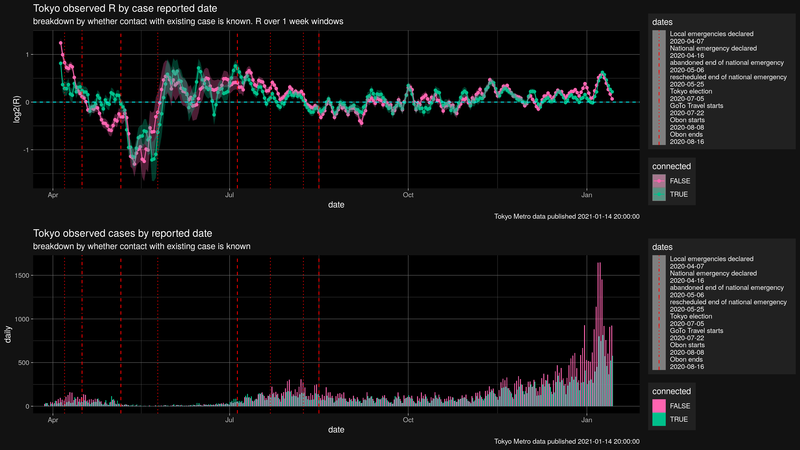 Tokyo observed R by case reported date
breakdown by whether contact with existing case is known. R over 1 week windows
log2(R)
1
0
-1
Apr
Jul
Oct
Jan
date
Tokyo Metro data published 2021-01-14 20:00:00
dates
Local emergencies declared
2020-04-07
National emergency declared
2020-04-16
abandoned end of national emergency
2020-05-06
rescheduled end of national emergency
2020-05-25
Tokyo election
2020-07-05
GoTo Travel starts
2020-07-22
Obon starts
2020-08-08
Obon ends
2020-08-16
connected
FALSE
TRUE
Tokyo observed cases by reported date
breakdown by whether contact with existing case is known
daily
1500
1000
500
0
Apr
Jul
Oct
Jan
date
Tokyo Metro data published 2021-01-14 20:00:00
dates
Local emergencies declared
2020-04-07
National emergency declared
2020-04-16
abandoned end of national emergency
2020-05-06
rescheduled end of national emergency
2020-05-25
Tokyo election
2020-07-05
GoTo Travel starts
2020-07-22
Obon starts
2020-08-08
Obon ends
2020-08-16
connected
FALSE
TRUE